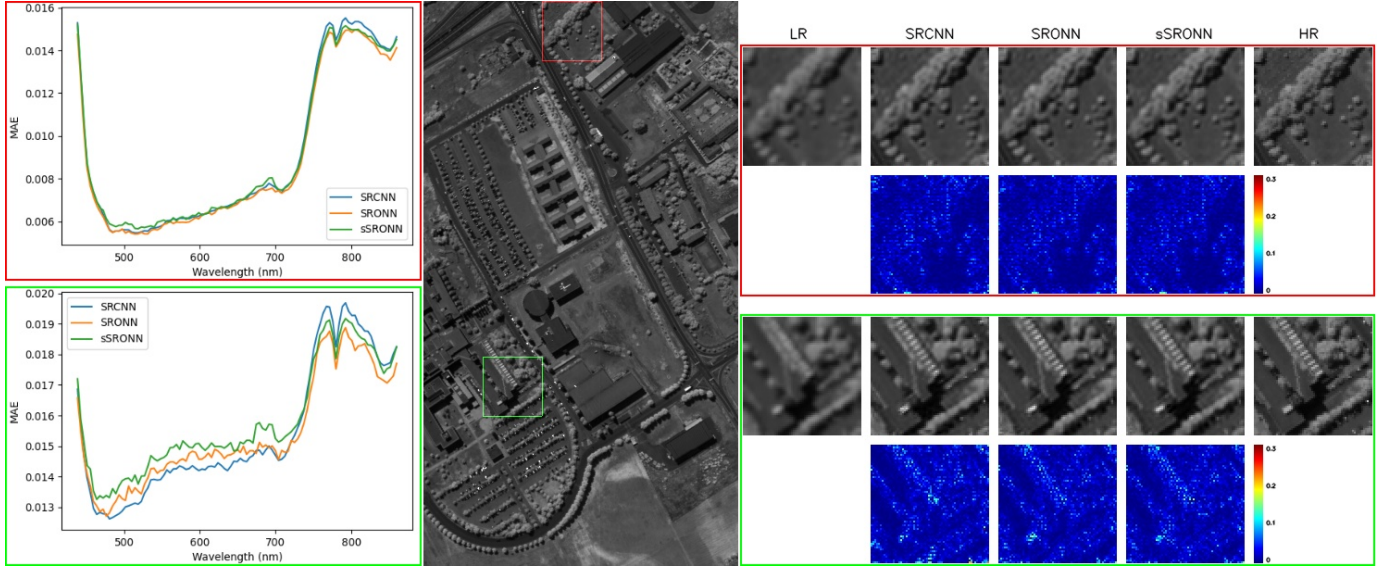 0.016
0.014
0.012
0.010
0.008
0.006
MAE
500
600
700
800
Wavelength (nm)
SRCNN
SRONN
sSRONN
0.020
0.019
0.018
0.017
0.016
0.015
0.014
0.013
MAE
500
600
700
800
Wavelength (nm)
SRCNN
SRONN
sSRONN
LR
SRCNN
SRONN
sSRONN
HR
0.3
0.2
0.1
0
0.3
0.2
0.1
0